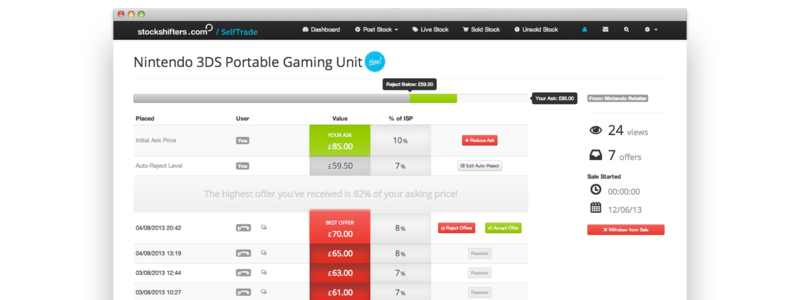 stockshifters.com / SelfTrade
Dashboard Post Stock Live Stock Sold Stock Unsold Stock
Nintendo 3DS Portable Gaming Unit live!
Reject Below: £59.50
Your Ask: £85.00
From: Nintendo Retailer
Placed User Value % of ISP
Initial Ask Price You YOUR ASK £85.00 10% Reduce Ask
Auto-Reject Level You £59.50 7% Edit Auto-Reject
The highest offer you've received is 82% of your asking price!
04/08/2013 20:42 BEST OFFER £70.00 8% Reject Offers Accept Offer
04/08/2013 13:19 £65.00 8% Rejected
03/08/2013 12:44 £63.00 7% Rejected
03/08/2013 10:27 £61.00 7% Rejected
24 views
7 offers
Sale Started
00:00:00
12/06/13
Withdraw from Sale